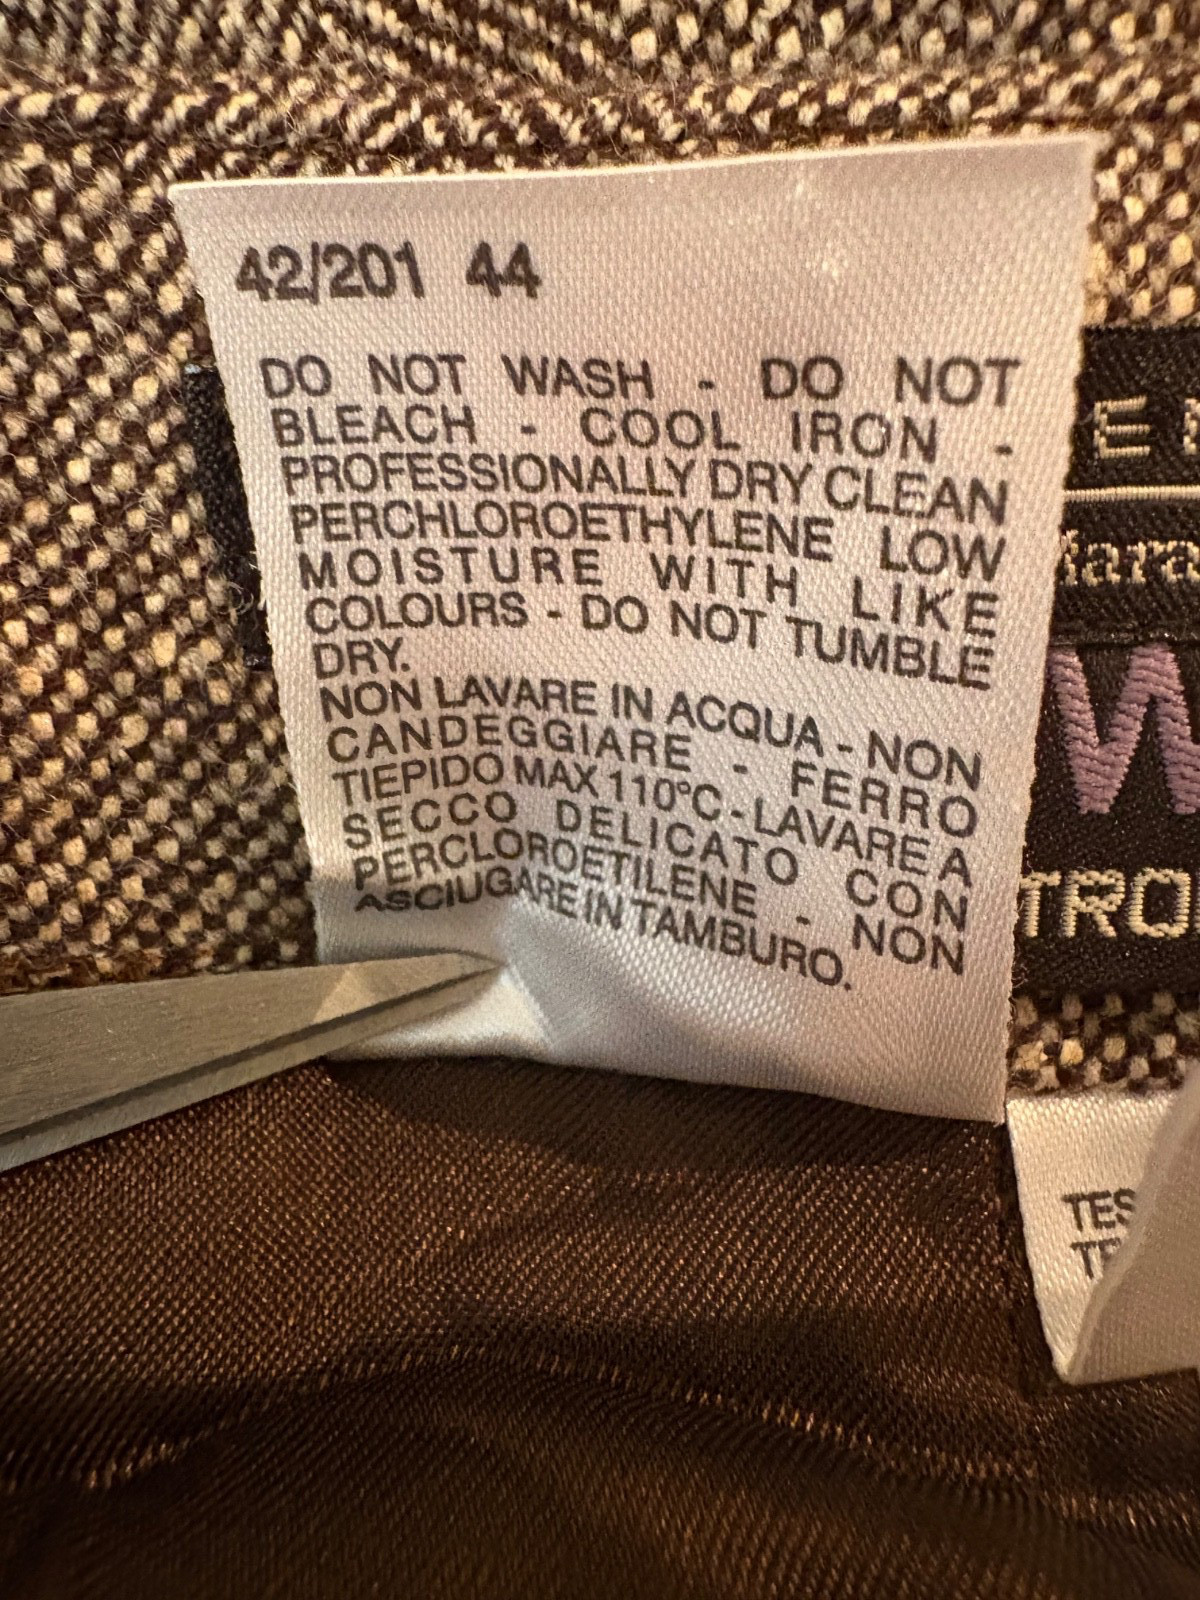 42/201 44
DO NOT WASH - DO NOT
BLEACH - COOL IRON -
PROFESSIONALLY DRY CLEAN
PERCHLOROETHYLENE LOW
MOISTURE WITH LIKE
COLOURS - DO NOT TUMBLE
DRY.
NON LAVARE IN ACQUA - NON
CANDEGGIARE - FERRO
TIEPIDO MAX 110°C - LAVARE A
SECCO DELICATO CON
PERCLOROETILENE - NON
ASCIUGARE IN TAMBURO.